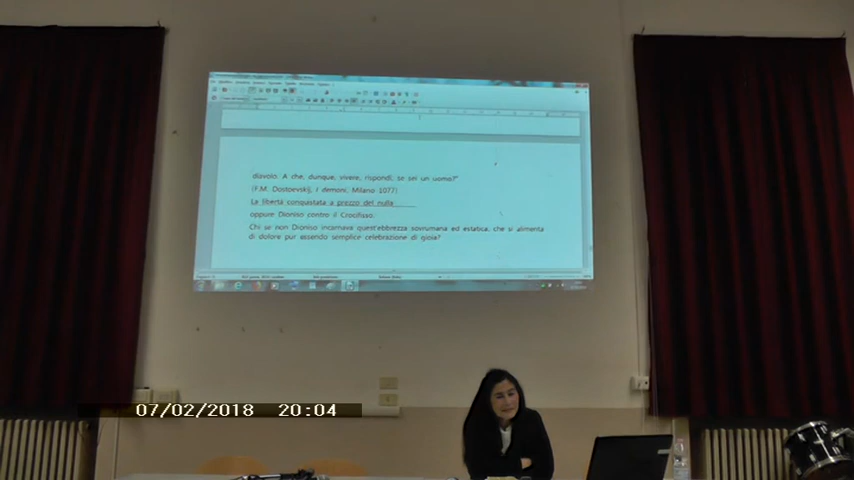 diavolo. A che, dunque, vivere, rispondi, se sei un uomo?"
(F.M. Dostoevskij, I demoni, Milano 1077)
La libertà conquistata a prezzo del nulla
oppure Dioniso contro il Crocifisso.
Chi se non Dioniso incarnava quest'ebbrezza sovrumana ed estatica, che si alimenta
di dolore pur essendo semplice celebrazione di gioia?
07/02/2018 20:04